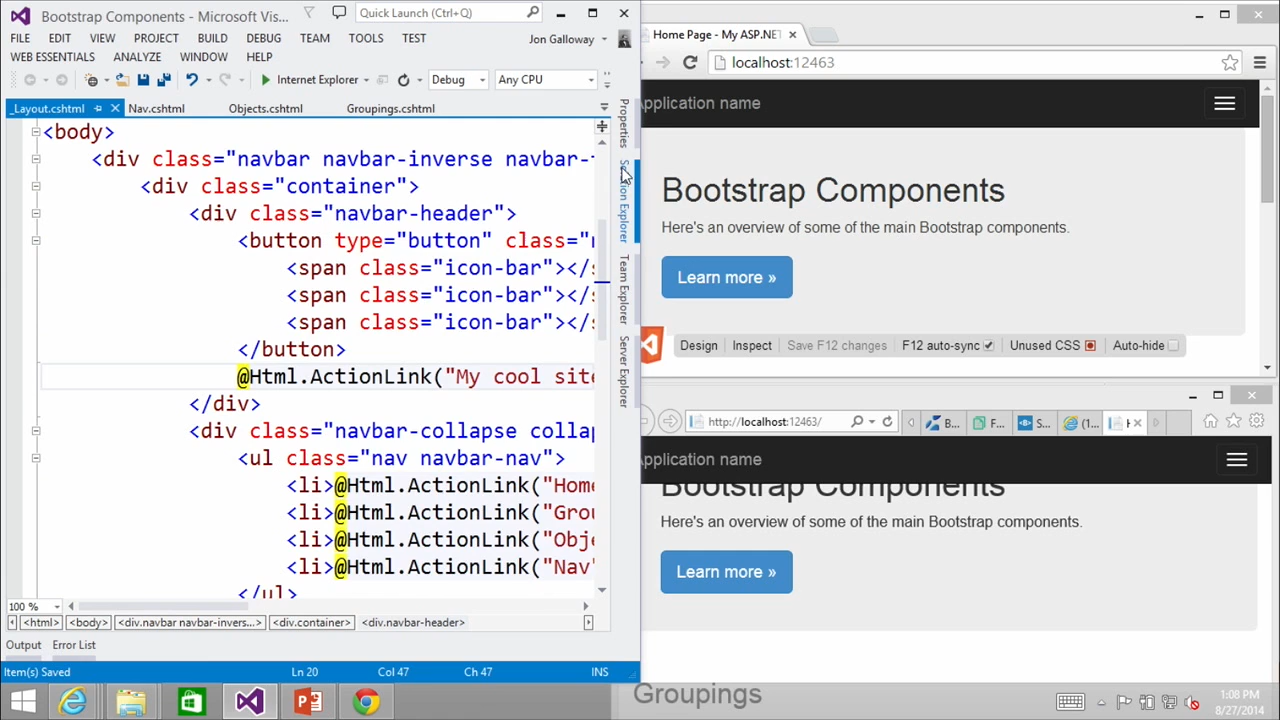 Bootstrap Components - Microsoft Vis...
Quick Launch (Ctrl+Q)
FILE EDIT VIEW PROJECT BUILD DEBUG TEAM TOOLS TEST
Jon Galloway
WEB ESSENTIALS ANALYZE WINDOW HELP
Internet Explorer
Debug
Any CPU
_Layout.cshtml
Nav.cshtml
Objects.cshtml
Groupings.cshtml
<body>
<div class="navbar navbar-inverse navbar-
<div class="container">
<div class="navbar-header">
<button type="button" class="
<span class="icon-bar"></
<span class="icon-bar"></
<span class="icon-bar"></
</button>
@Html.ActionLink("My cool site
</div>
<div class="navbar-collapse collap
<ul class="nav navbar-nav">
<li>@Html.ActionLink("Home
<li>@Html.ActionLink("Grou
<li>@Html.ActionLink("Obje
<li>@Html.ActionLink("Nav"
</ul>
100 %
<html> <body> <div.navbar navbar-invers...> <div.container> <div.navbar-header>
Output Error List
Item(s) Saved
Ln 20
Col 47
Ch 47
INS
Properties
Solution Explorer
Team Explorer
Server Explorer
Home Page - My ASP.NET
localhost:12463
Application name
Bootstrap Components
Here's an overview of some of the main Bootstrap components.
Learn more »
Design Inspect Save F12 changes F12 auto-sync Unused CSS Auto-hide
http://localhost:12463/
B... F... S... (1... H
Application name
Bootstrap Components
Here's an overview of some of the main Bootstrap components.
Learn more »
Groupings
1:08 PM
8/27/2014